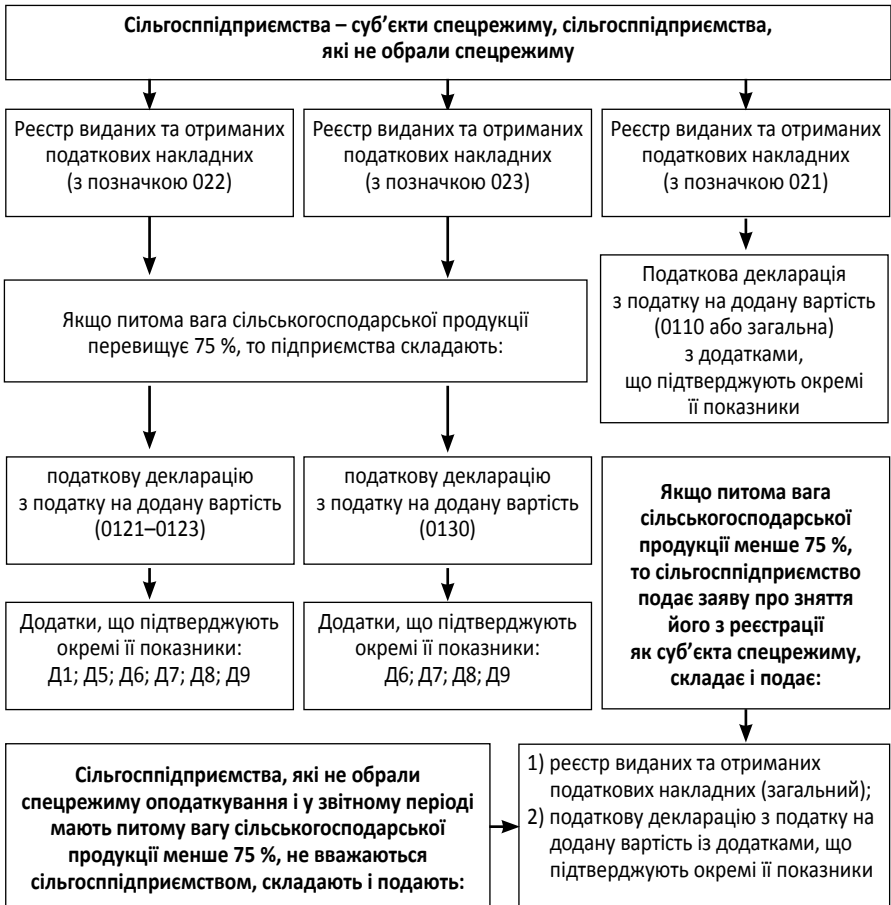 Сільгосппідприємства – суб’єкти спецрежиму, сільгосппідприємства,
які не обрали спецрежиму
Реєстр виданих та отриманих
податкових накладних
(з позначкою 022)
Реєстр виданих та отриманих
податкових накладних
(з позначкою 023)
Реєстр виданих та отриманих
податкових накладних
(з позначкою 021)
Якщо питома вага сільськогосподарської продукції
перевищує 75 %, то підприємства складають:
Податкова декларація
з податку на додану вартість
(0110 або загальна)
з додатками,
що підтверджують окремі
її показники
податкову декларацію
з податку на додану вартість
(0121–0123)
податкову декларацію
з податку на додану вартість
(0130)
Якщо питома вага
сільськогосподарської
продукції менше 75 %,
то сільгосппідприємство
подає заяву про зняття
його з реєстрації
як суб’єкта спецрежиму,
складає і подає:
Додатки, що підтверджують
окремі її показники:
Д1; Д5; Д6; Д7; Д8; Д9
Додатки, що підтверджують
окремі її показники:
Д6; Д7; Д8; Д9
Сільгосппідприємства, які не обрали
спецрежиму оподаткування і у звітному періоді
мають питому вагу сільськогосподарської
продукції менше 75 %, не вважаються
сільгосппідприємством, складають і подають:
1) реєстр виданих та отриманих
податкових накладних (загальний);
2) податкову декларацію з податку на
додану вартість із додатками, що
підтверджують окремі її показники